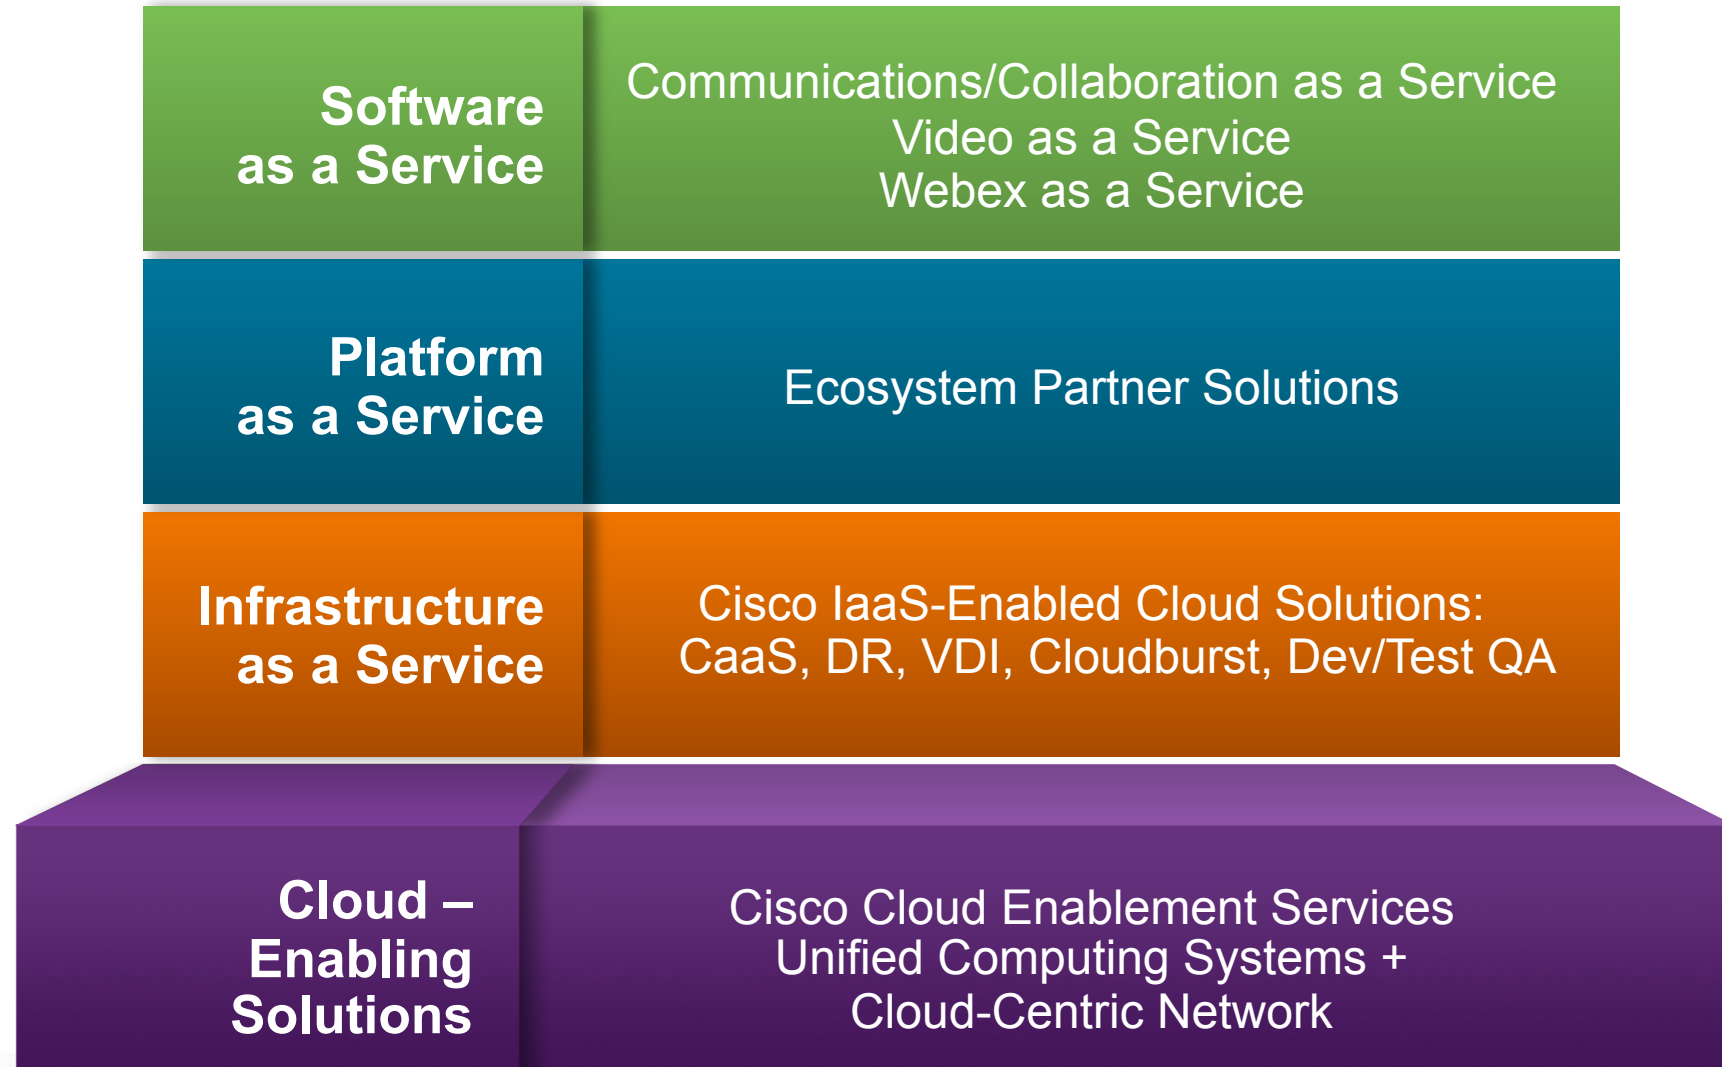 Software
as a Service
Communications/Collaboration as a Service
Video as a Service
Webex as a Service
Platform
as a Service
Ecosystem Partner Solutions
Infrastructure
as a Service
Cisco IaaS-Enabled Cloud Solutions:
CaaS, DR, VDI, Cloudburst, Dev/Test QA
Cloud –
Enabling
Solutions
Cisco Cloud Enablement Services
Unified Computing Systems +
Cloud-Centric Network